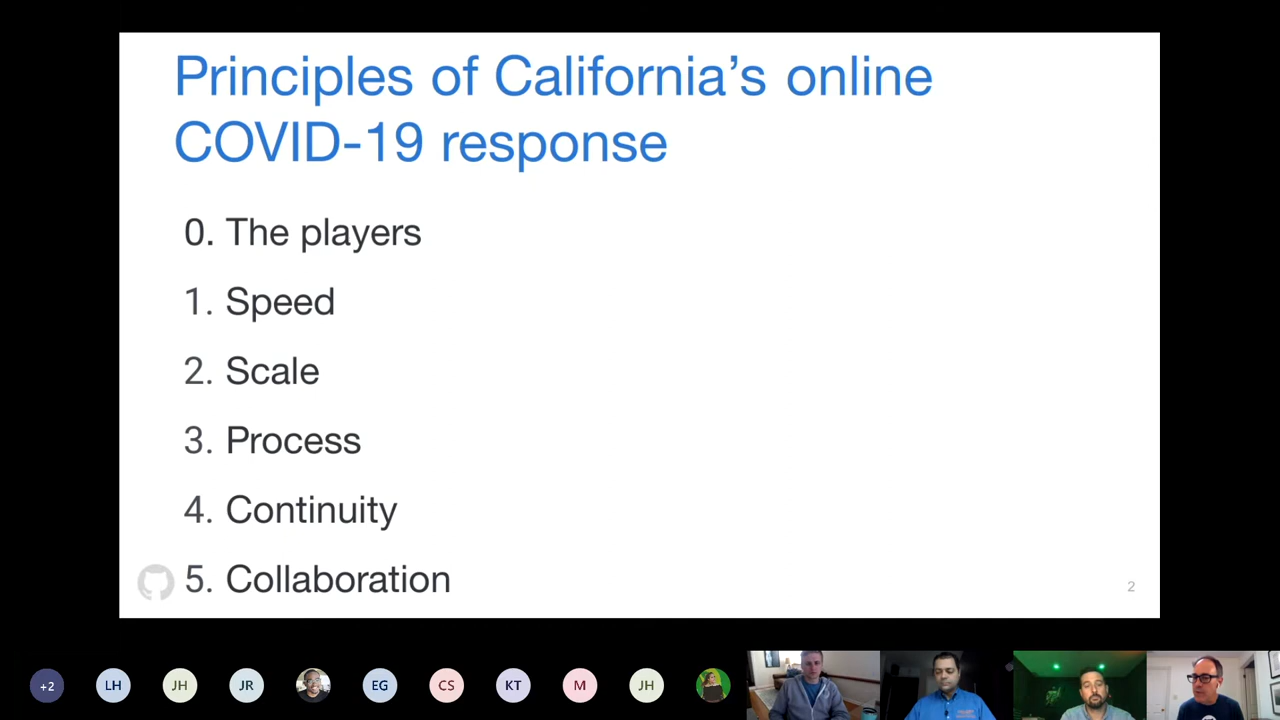 Principles of California’s online
COVID-19 response
0. The players
1. Speed
2. Scale
3. Process
4. Continuity
5. Collaboration
2
+2
LH
JH
JR
EG
CS
KT
M
JH